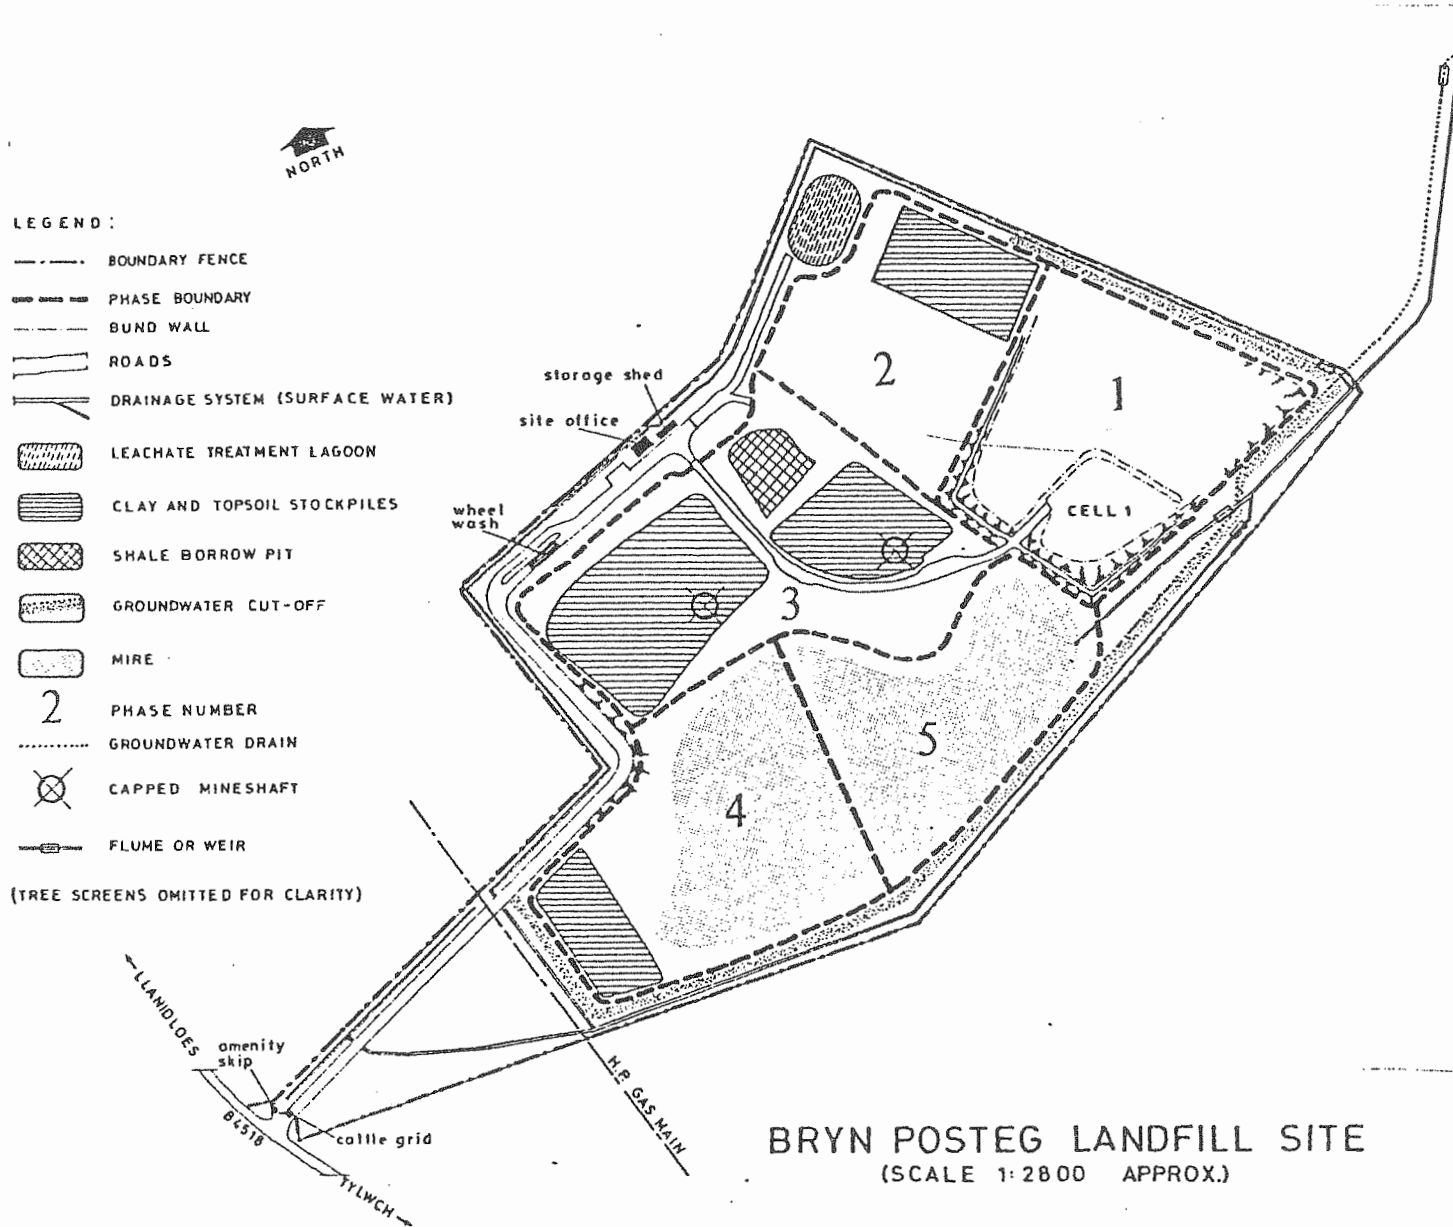 NORTH
LEGEND:
BOUNDARY FENCE
PHASE BOUNDARY
BUND WALL
ROADS
DRAINAGE SYSTEM (SURFACE WATER)
LEACHATE TREATMENT LAGOON
CLAY AND TOPSOIL STOCKPILES
SHALE BORROW PIT
GROUNDWATER CUT-OFF
MIRE
2
PHASE NUMBER
GROUNDWATER DRAIN
CAPPED MINESHAFT
FLUME OR WEIR
(TREE SCREENS OMITTED FOR CLARITY)
storage shed
site office
wheel
wash
2
1
CELL 1
3
5
4
LLANIDLOES
amenity
skip
B4518
cattle grid
TYLWCH
H.P. GAS MAIN
BRYN POSTEG LANDFILL SITE
(SCALE 1:2800 APPROX.)